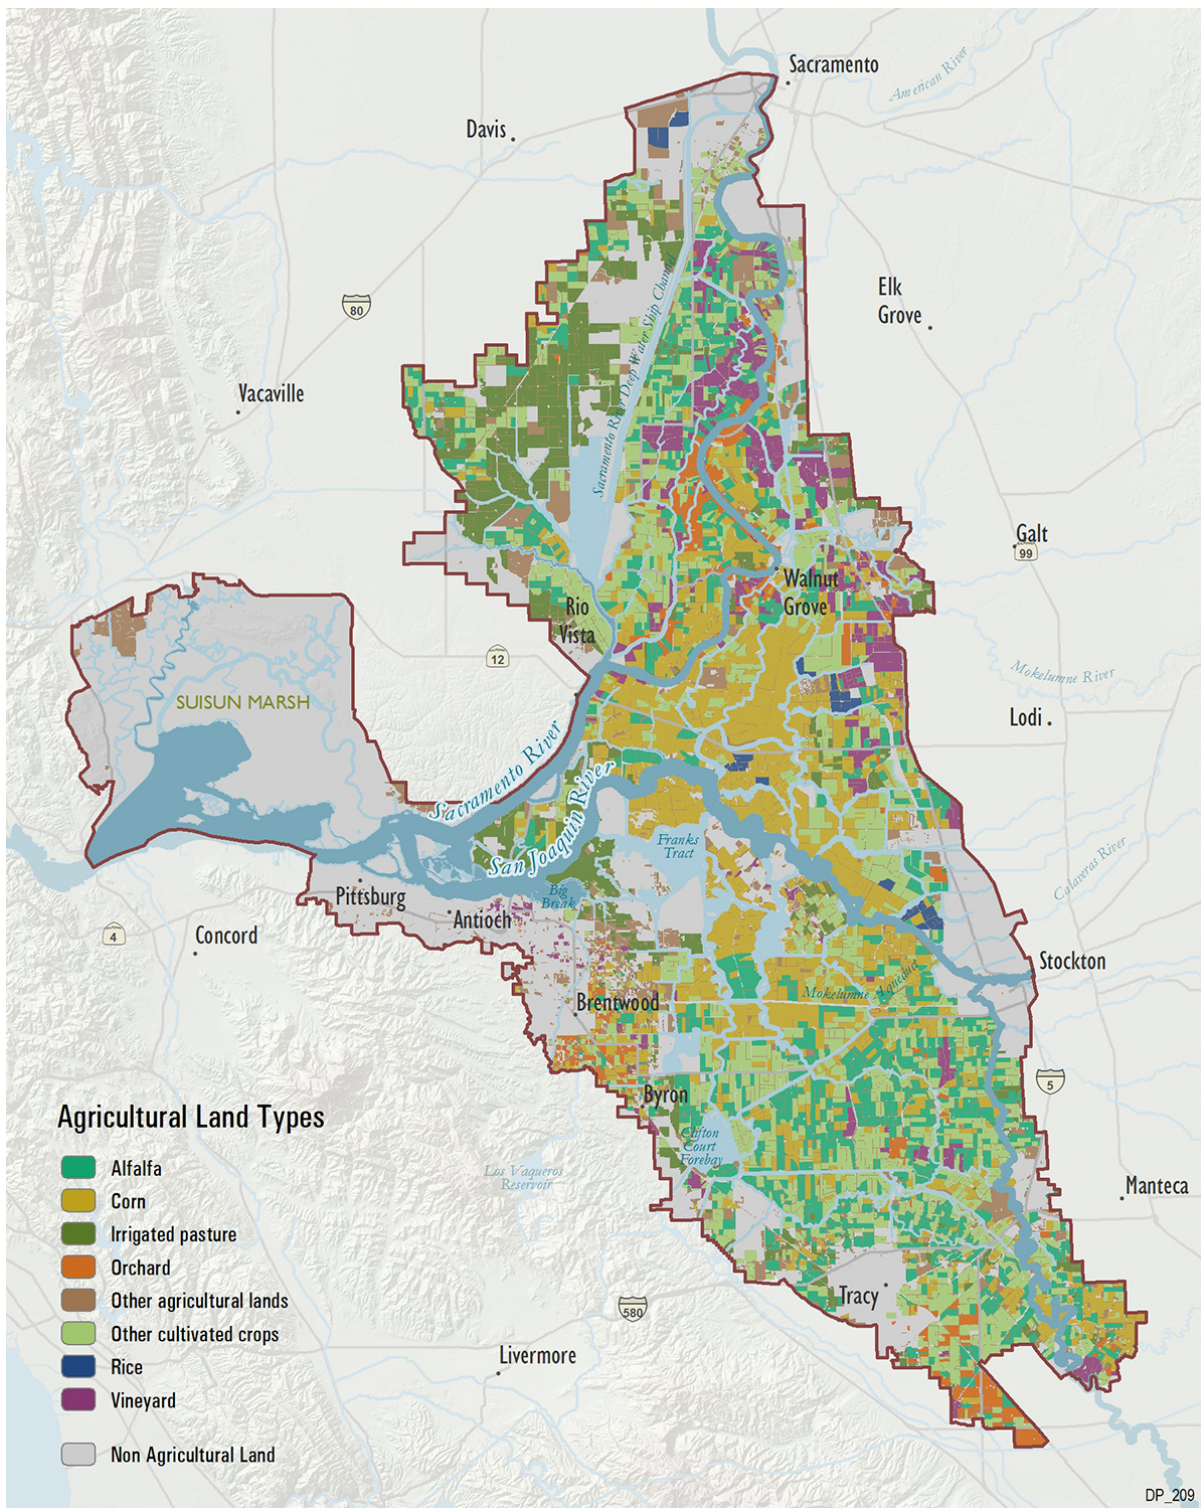 Sacramento
American River
Davis
Elk
Grove
80
Sacramento River Deep Water Ship Channel
Vacaville
Galt
99
Walnut
Grove
Rio
Vista
12
Mokelumne River
SUISUN MARSH
Lodi
Sacramento River
San Joaquin River
Franks
Tract
Calaveras River
Pittsburg
Big
Break
Antioch
4
Concord
Stockton
Mokelumne Aqueduct
Brentwood
5
Byron
Clifton
Court
Forebay
Los Vaqueros
Reservoir
Manteca
Tracy
580
Livermore
Agricultural Land Types
Alfalfa
Corn
Irrigated pasture
Orchard
Other agricultural lands
Other cultivated crops
Rice
Vineyard
Non Agricultural Land
DP_209